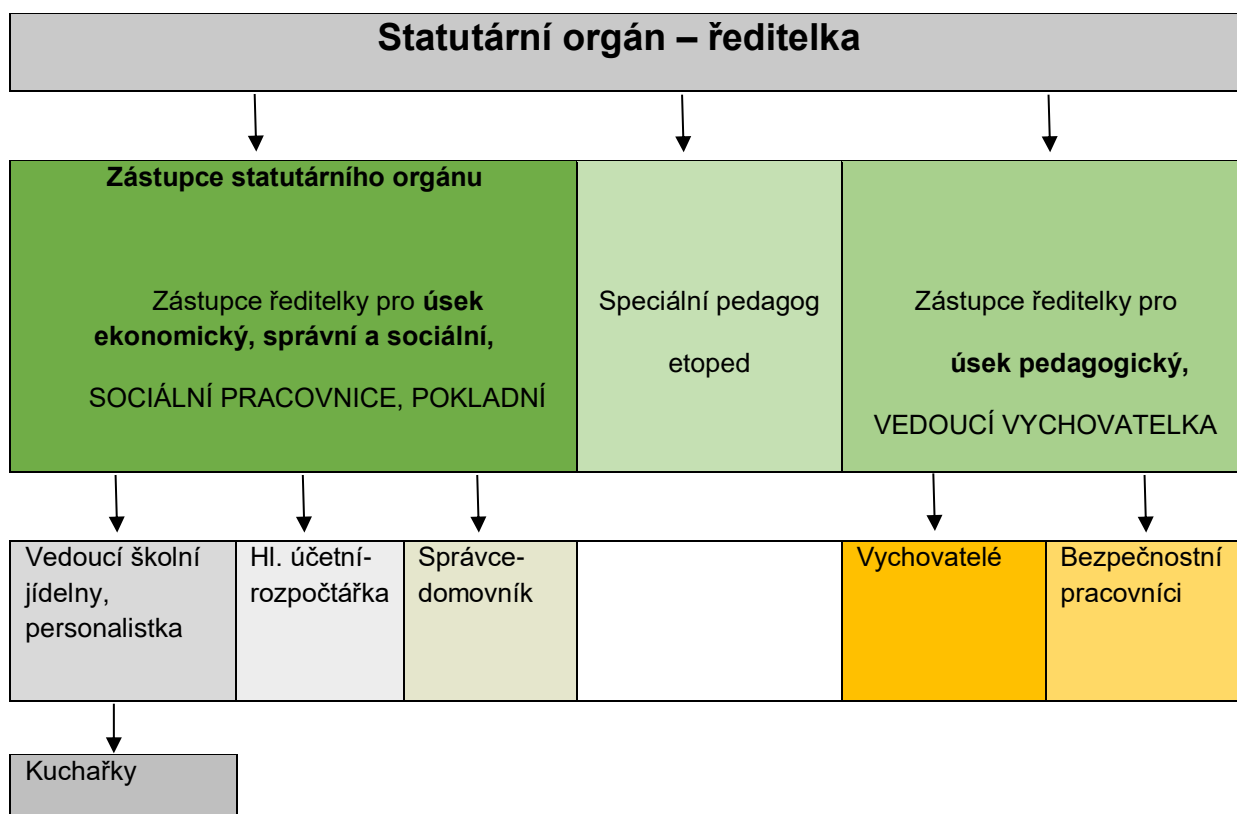 Statutární orgán – ředitelka
Zástupce statutárního orgánu
Zástupce ředitelky pro úsek
ekonomický, správní a sociální,
SOCIÁLNÍ PRACOVNICE, POKLADNÍ
Speciální pedagog
etoped
Zástupce ředitelky pro
úsek pedagogický,
VEDOUCÍ VYCHOVATELKA
Vedoucí školní
jídelny,
personalistka
Hl. účetní-
rozpočtářka
Správce-
domovník
Vychovatelé
Bezpečnostní
pracovníci
Kuchařky